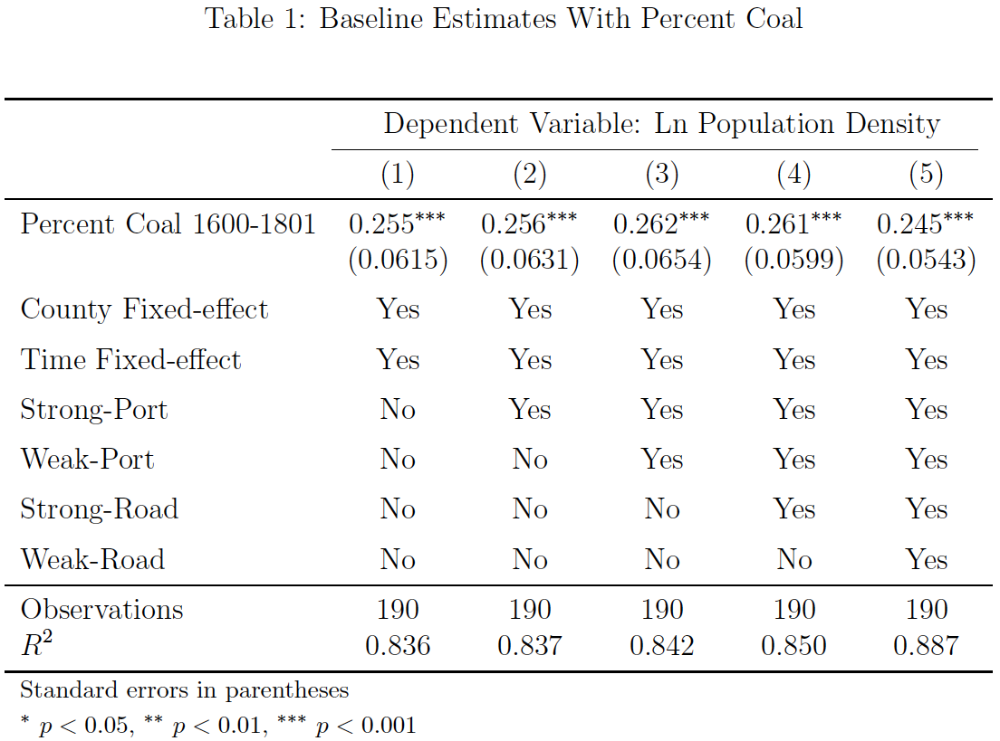 Table 1: Baseline Estimates With Percent Coal
Dependent Variable: Ln Population Density
(1) (2) (3) (4) (5)
Percent Coal 1600-1801 0.255*** 0.256*** 0.262*** 0.261*** 0.245***
(0.0615) (0.0631) (0.0654) (0.0599) (0.0543)
County Fixed-effect Yes Yes Yes Yes Yes
Time Fixed-effect Yes Yes Yes Yes Yes
Strong-Port No Yes Yes Yes Yes
Weak-Port No No Yes Yes Yes
Strong-Road No No No Yes Yes
Weak-Road No No No No Yes
Observations 190 190 190 190 190
R² 0.836 0.837 0.842 0.850 0.887
Standard errors in parentheses
* p < 0.05, ** p < 0.01, *** p < 0.001